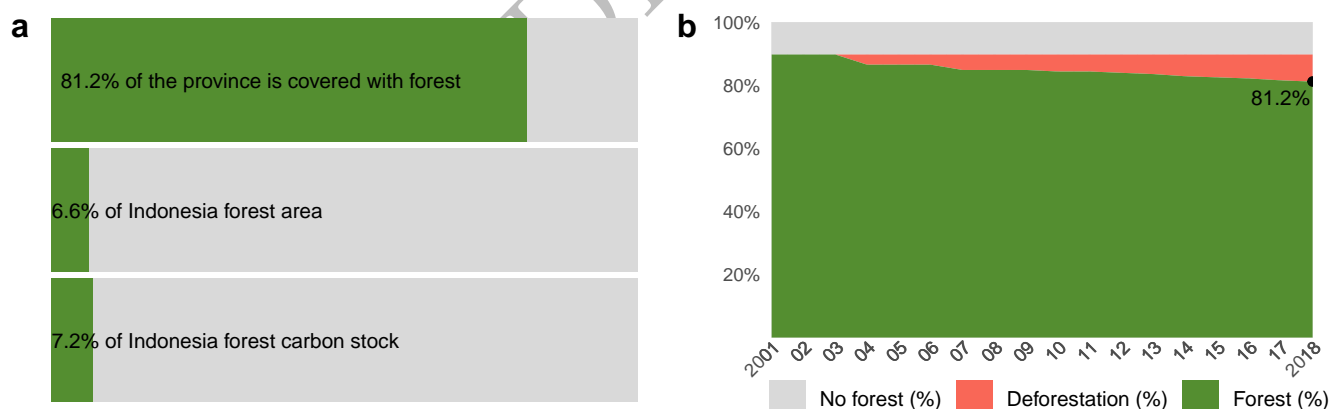 a
81.2% of the province is covered with forest
6.6% of Indonesia forest area
7.2% of Indonesia forest carbon stock
b
100%
80%
60%
40%
20%
81.2%
2001 02 03 04 05 06 07 08 09 10 11 12 13 14 15 16 17 2018
No forest (%) Deforestation (%) Forest (%)